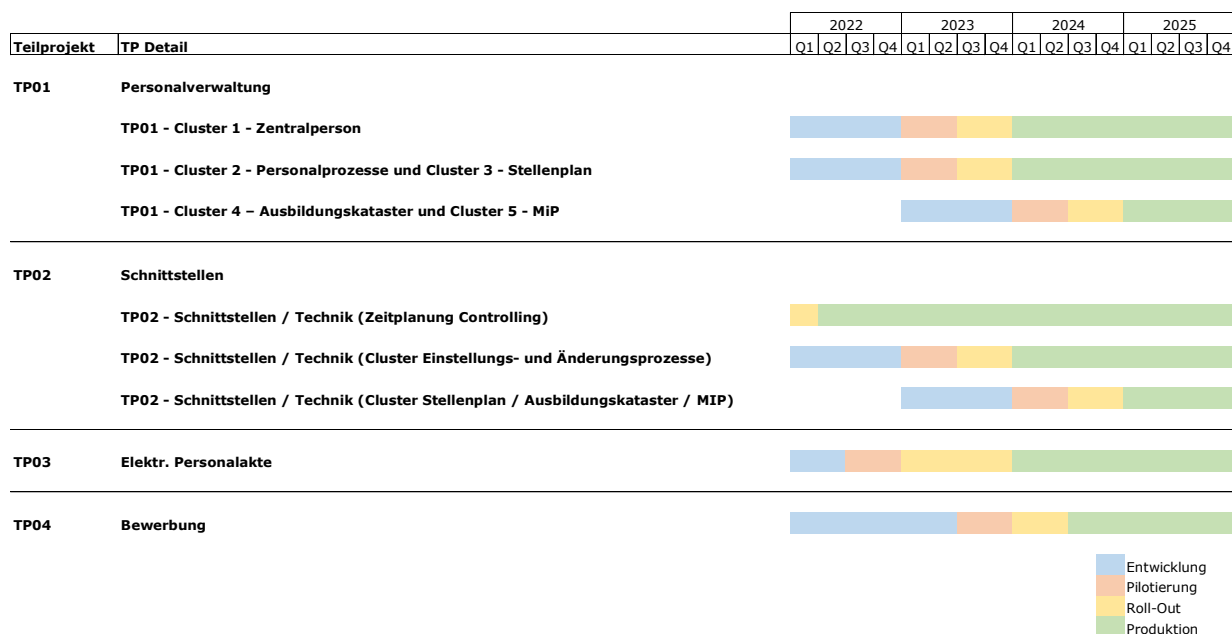 2022 2023 2024 2025
Teilprojekt TP Detail Q1 Q2 Q3 Q4 Q1 Q2 Q3 Q4 Q1 Q2 Q3 Q4 Q1 Q2 Q3 Q4
TP01 Personalverwaltung
TP01 - Cluster 1 - Zentralperson
TP01 - Cluster 2 - Personalprozesse und Cluster 3 - Stellenplan
TP01 - Cluster 4 – Ausbildungskataster und Cluster 5 - MiP
TP02 Schnittstellen
TP02 - Schnittstellen / Technik (Zeitplanung Controlling)
TP02 - Schnittstellen / Technik (Cluster Einstellungs- und Änderungsprozesse)
TP02 - Schnittstellen / Technik (Cluster Stellenplan / Ausbildungskataster / MIP)
TP03 Elektr. Personalakte
TP04 Bewerbung
Entwicklung
Pilotierung
Roll-Out
Produktion